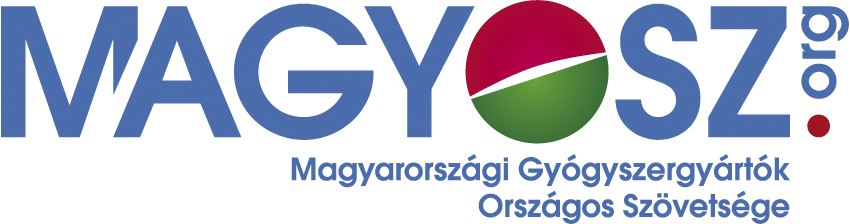 MAGYOSZ.org
Magyarországi Gyógyszergyártók
Országos Szövetsége